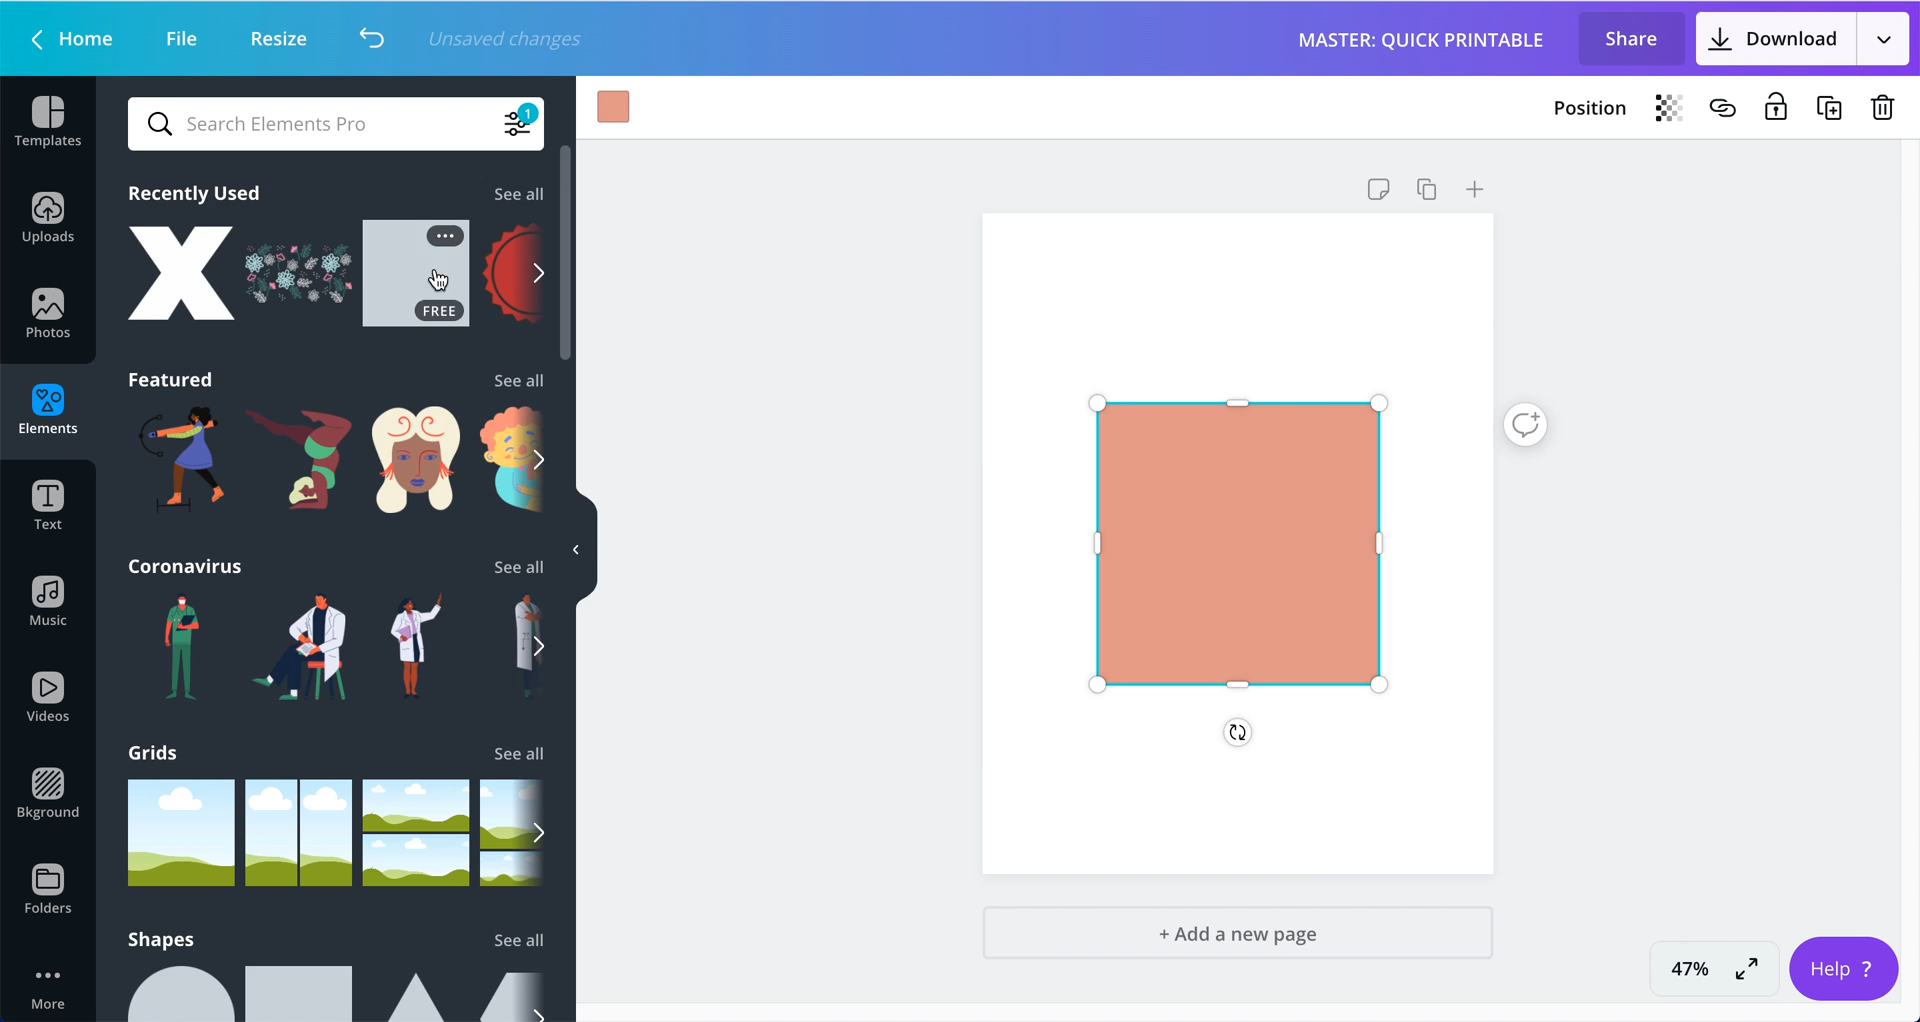 Home
File
Resize
Unsaved changes
MASTER: QUICK PRINTABLE
Share
Download
Templates
Uploads
Photos
Elements
Text
Music
Videos
Bkground
Folders
More
Search Elements Pro
1
Recently Used
See all
FREE
Featured
See all
Coronavirus
See all
Grids
See all
Shapes
See all
Position
+ Add a new page
47%
Help ?